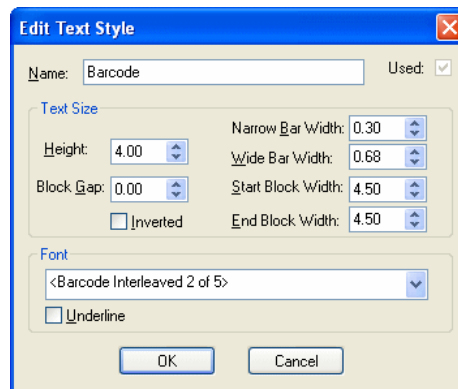 Edit Text Style
Name: Barcode Used:
Text Size
Height: 4.00
Block Gap: 0.00
Inverted
Narrow Bar Width: 0.30
Wide Bar Width: 0.68
Start Block Width: 4.50
End Block Width: 4.50
Font
<Barcode Interleaved 2 of 5>
Underline
OK Cancel